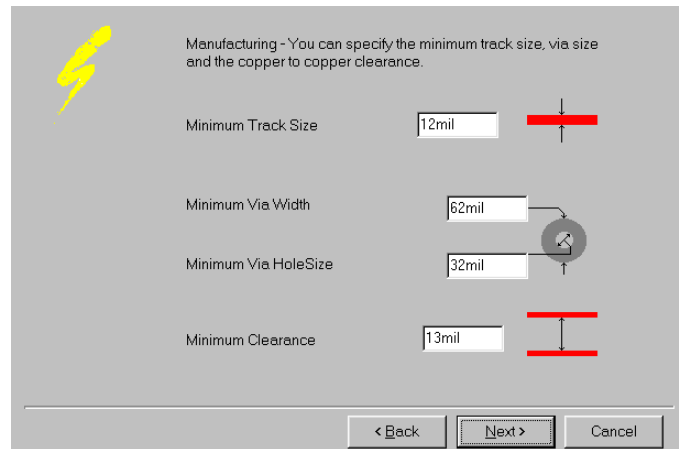 Manufacturing - You can specify the minimum track size, via size
and the copper to copper clearance.
Minimum Track Size 12mil
Minimum Via Width 62mil
Minimum Via HoleSize 32mil
Minimum Clearance 13mil
< Back Next > Cancel